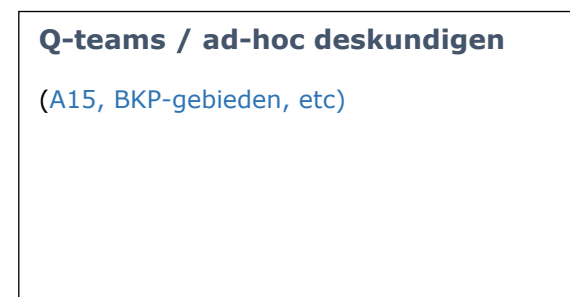 Q-teams / ad-hoc deskundigen
(A15, BKP-gebieden, etc)